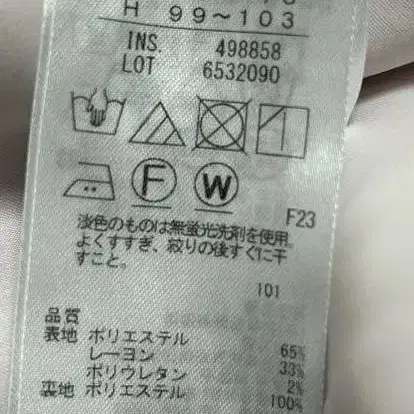 H 99～103
INS. 498858
LOT 6532090
F
W
F23
淡色のものは無蛍光洗剤を使用。
よくすすぎ、絞りの後すぐに干
すこと。
101
品質
表地 ポリエステル 65%
レーヨン 33%
ポリウレタン 2%
裏地 ポリエステル 100%